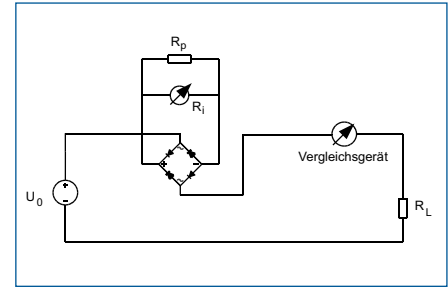 Rp
Ri
~
+
-
~
Vergleichsgerät
+
-
U0
RL